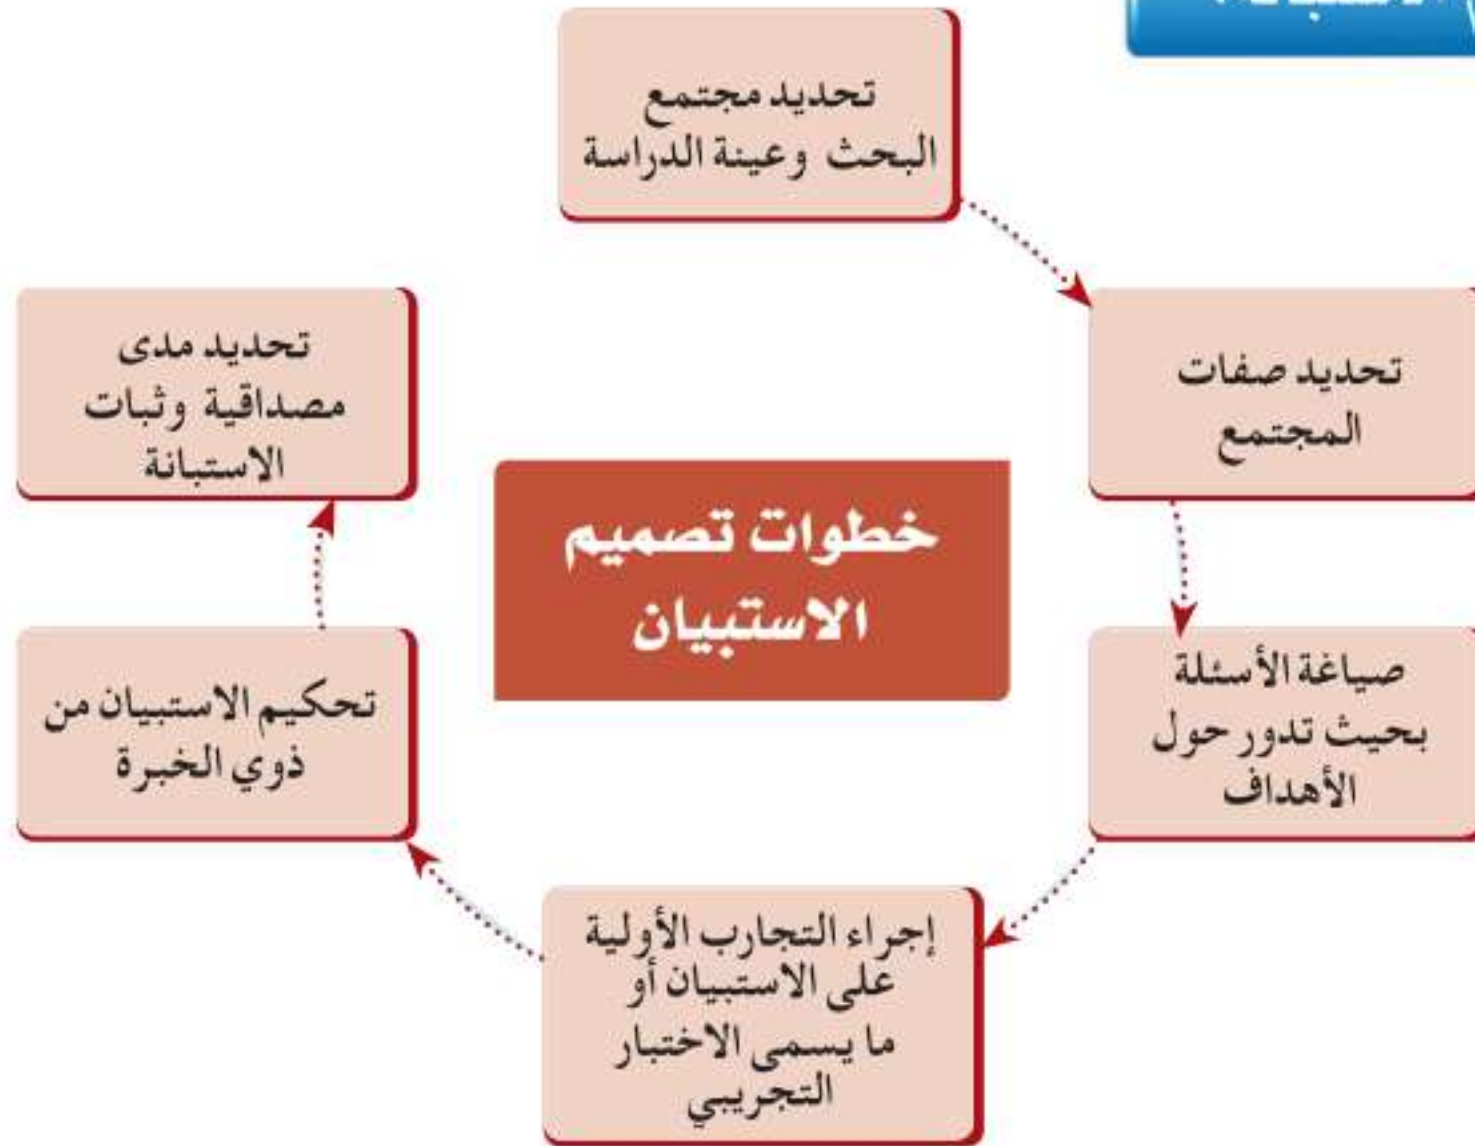 تحديد مجتمع
البحث وعينة الدراسة
تحديد صفات
المجتمع
صياغة الأسئلة
بحيث تدور حول
الأهداف
إجراء التجارب الأولية
على الاستبيان أو
ما يسمى الاختبار
التجريبي
تحكيم الاستبيان من
ذوي الخبرة
تحديد مدى
مصداقية وثبات
الاستبانة
خطوات تصميم
الاستبيان